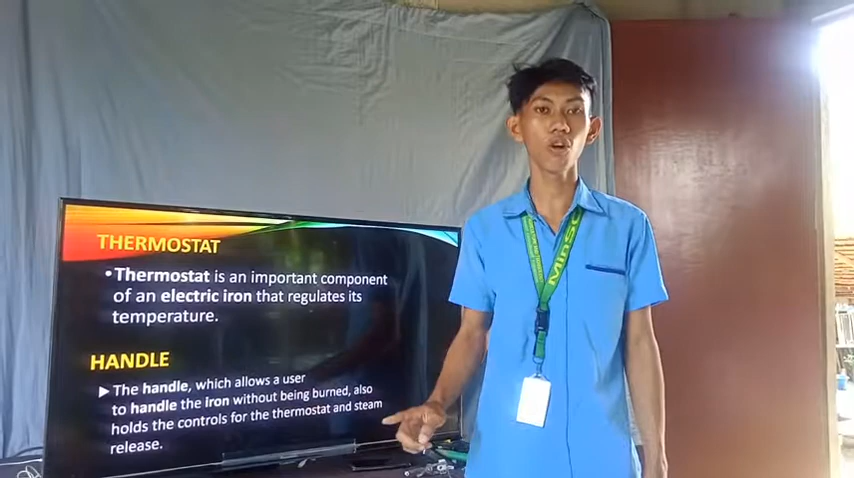 THERMOSTAT
• Thermostat is an important component
of an electric iron that regulates its
temperature.
HANDLE
The handle, which allows a user
to handle the iron without being burned, also
holds the controls for the thermostat and steam
release.
MinSU